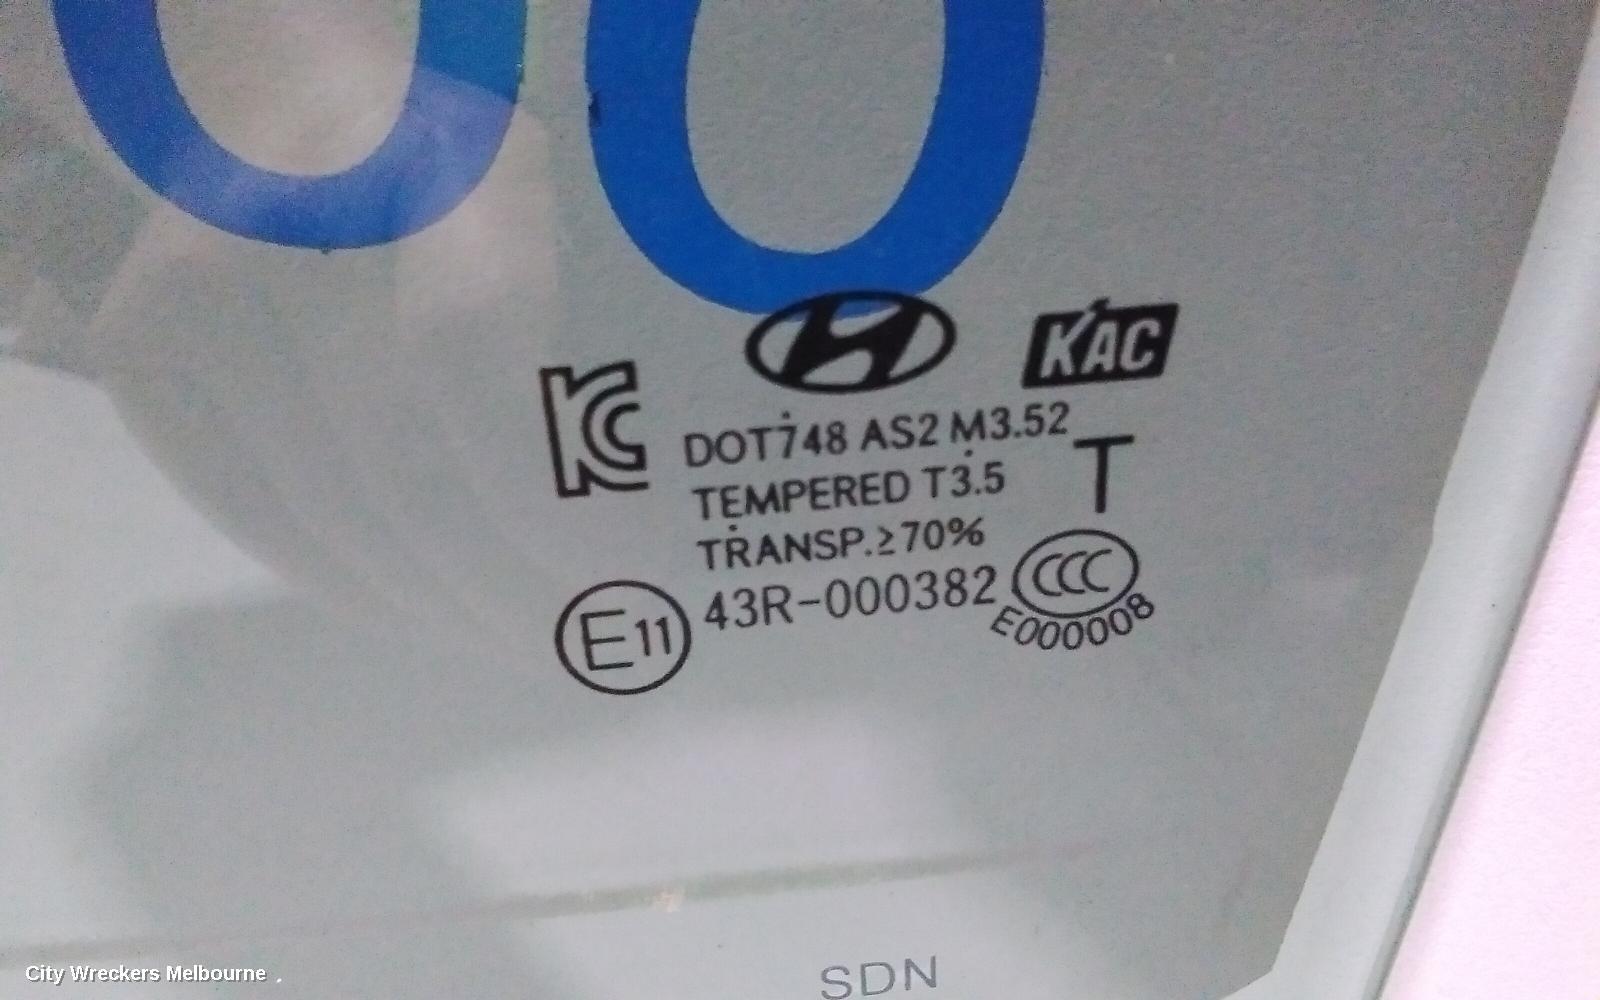 KC
KAC
DOT748 AS2 M3.52
TEMPERED T3.5
T
TRANSP.≥70%
E11 43R-000382
CCC
E000008
SDN
City Wreckers Melbourne .